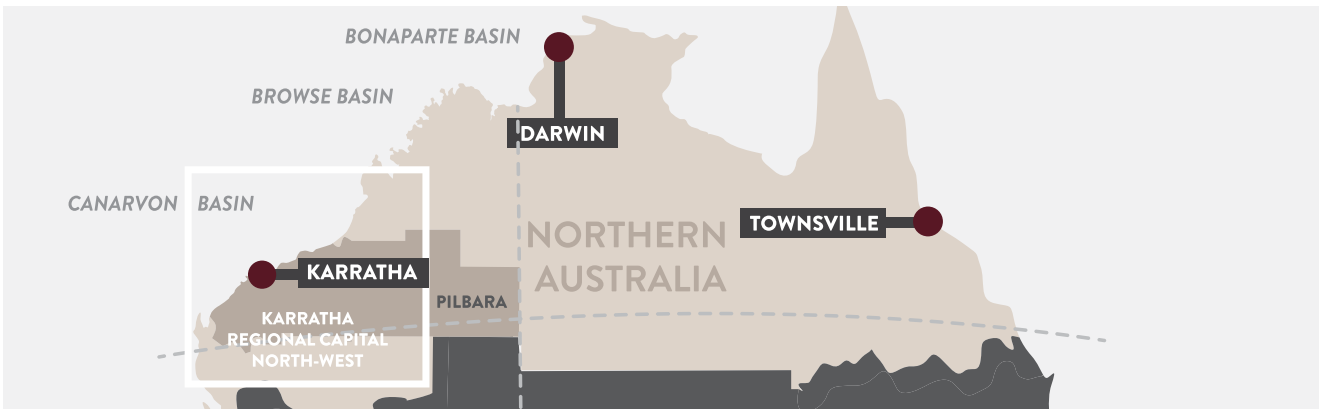 BONAPARTE BASIN
BROWSE BASIN
DARWIN
CANARVON BASIN
TOWNSVILLE
NORTHERN
AUSTRALIA
KARRATHA
PILBARA
KARRATHA
REGIONAL CAPITAL
NORTH-WEST